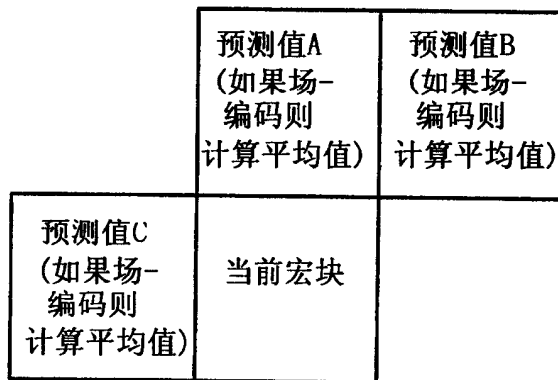 预测值A
(如果场-
编码则
计算平均值)
预测值B
(如果场-
编码则
计算平均值)
预测值C
(如果场-
编码则
计算平均值)
当前宏块